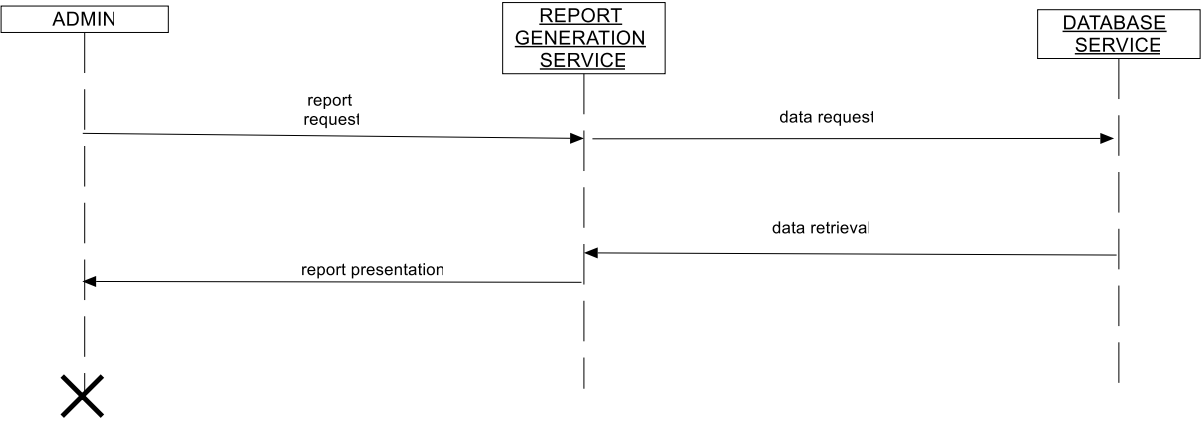 ADMIN
REPORT
GENERATION
SERVICE
DATABASE
SERVICE
report
request
data request
data retrieval
report presentation